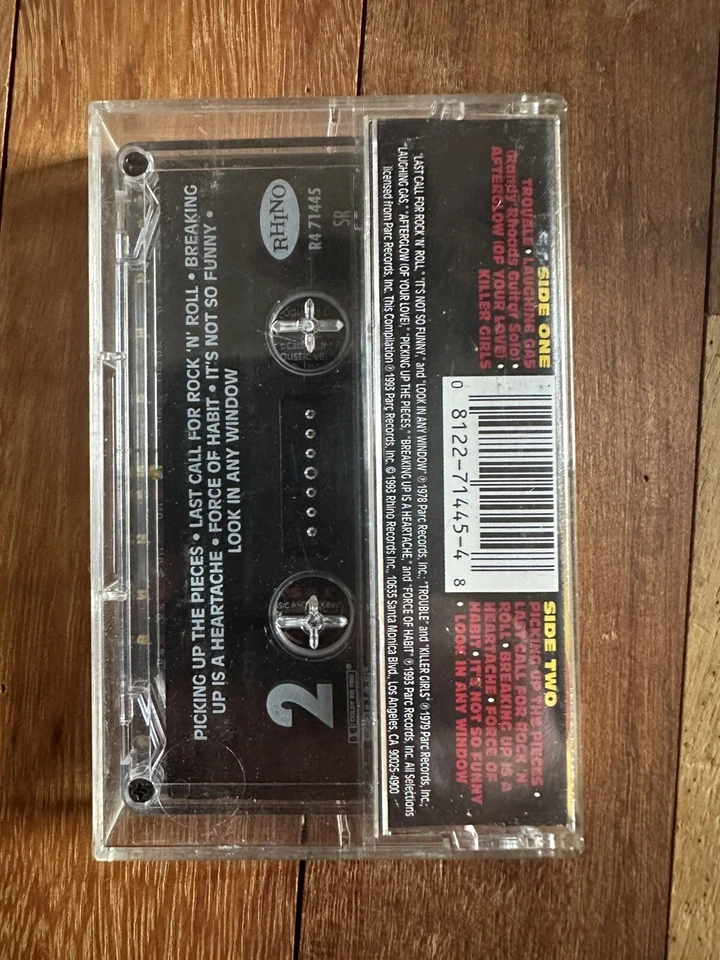 SIDE ONE
TROUBLE • LAUGHING GAS
(Randy Rhoads Guitar Solo) •
AFTERGLOW (OF YOUR LOVE) •
KILLER GIRLS
0 8122-71445-4 8
SIDE TWO
PICKING UP THE PIECES •
LAST CALL FOR ROCK 'N'
ROLL • BREAKING UP IS A
HEARTACHE • FORCE OF
HABIT • IT'S NOT SO FUNNY
• LOOK IN ANY WINDOW
"LAST CALL FOR ROCK 'N' ROLL," "IT'S NOT SO FUNNY," and "LOOK IN ANY WINDOW" ℗ 1978 Parc Records, Inc.; "TROUBLE" and "KILLER GIRLS" ℗ 1979 Parc Records, Inc.;
"LAUGHING GAS," "AFTERGLOW (OF YOUR LOVE)," "PICKING UP THE PIECES," "BREAKING UP IS A HEARTACHE," and "FORCE OF HABIT" ℗ 1993 Parc Records, Inc. All Selections
licensed from Parc Records, Inc. This Compilation ℗ 1993 Parc Records, Inc. © 1993 Rhino Records Inc., 10635 Santa Monica Blvd., Los Angeles, CA 90025-4900
RHINO
R4 71445
SR
2
DOLBY HX PRO
PICKING UP THE PIECES • LAST CALL FOR ROCK 'N' ROLL • BREAKING
UP IS A HEARTACHE • FORCE OF HABIT • IT'S NOT SO FUNNY •
LOOK IN ANY WINDOW